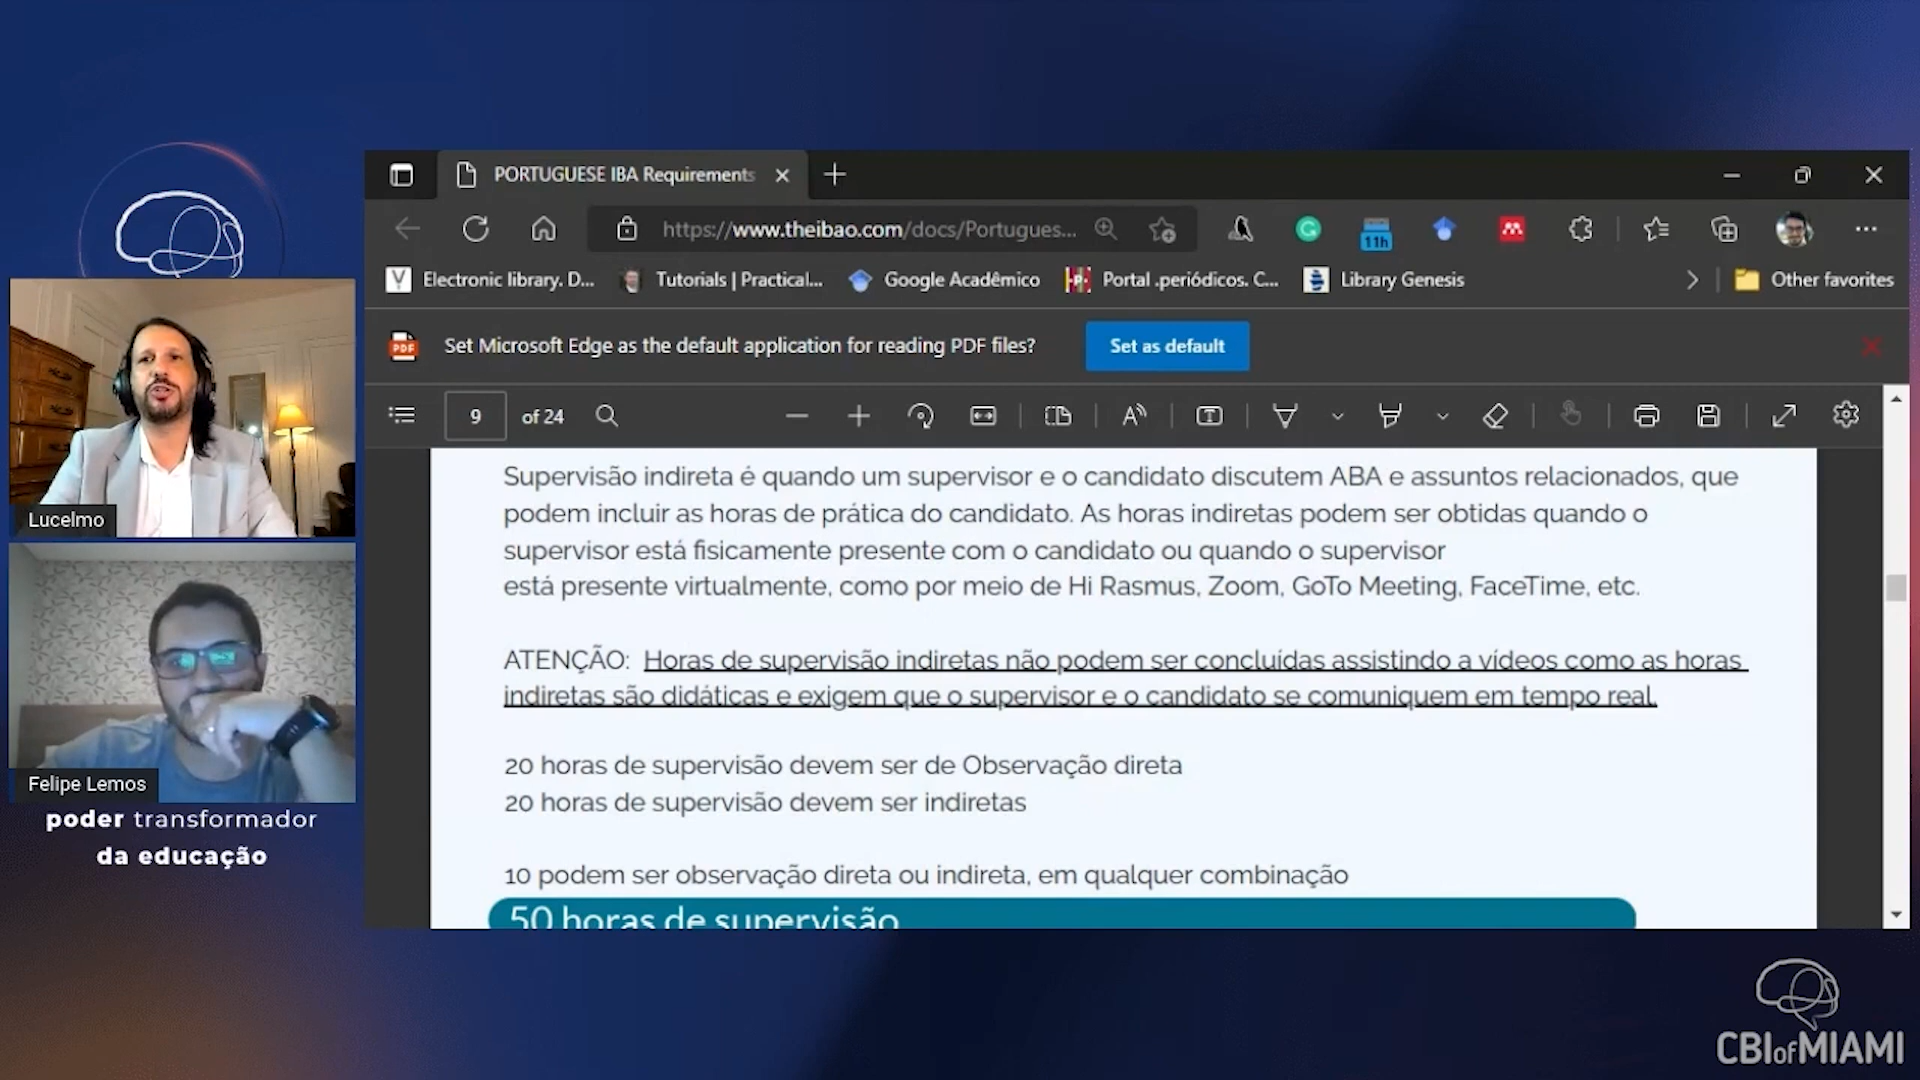 PORTUGUESE IBA Requirements
https://www.theibao.com/docs/Portugues...
11h
Electronic library. D...
Tutorials | Practical...
Google Acadêmico
Portal .periódicos. C...
Library Genesis
Other favorites
PDF
Set Microsoft Edge as the default application for reading PDF files?
Set as default
9 of 24
Supervisão indireta é quando um supervisor e o candidato discutem ABA e assuntos relacionados, que
podem incluir as horas de prática do candidato. As horas indiretas podem ser obtidas quando o
supervisor está fisicamente presente com o candidato ou quando o supervisor
está presente virtualmente, como por meio de Hi Rasmus, Zoom, GoTo Meeting, FaceTime, etc.
ATENÇÃO: Horas de supervisão indiretas não podem ser concluídas assistindo a vídeos como as horas
indiretas são didáticas e exigem que o supervisor e o candidato se comuniquem em tempo real.
20 horas de supervisão devem ser de Observação direta
20 horas de supervisão devem ser indiretas
10 podem ser observação direta ou indireta, em qualquer combinação
50 horas de supervisão
Lucelmo
Felipe Lemos
poder transformador
da educação
CBIofMIAMI